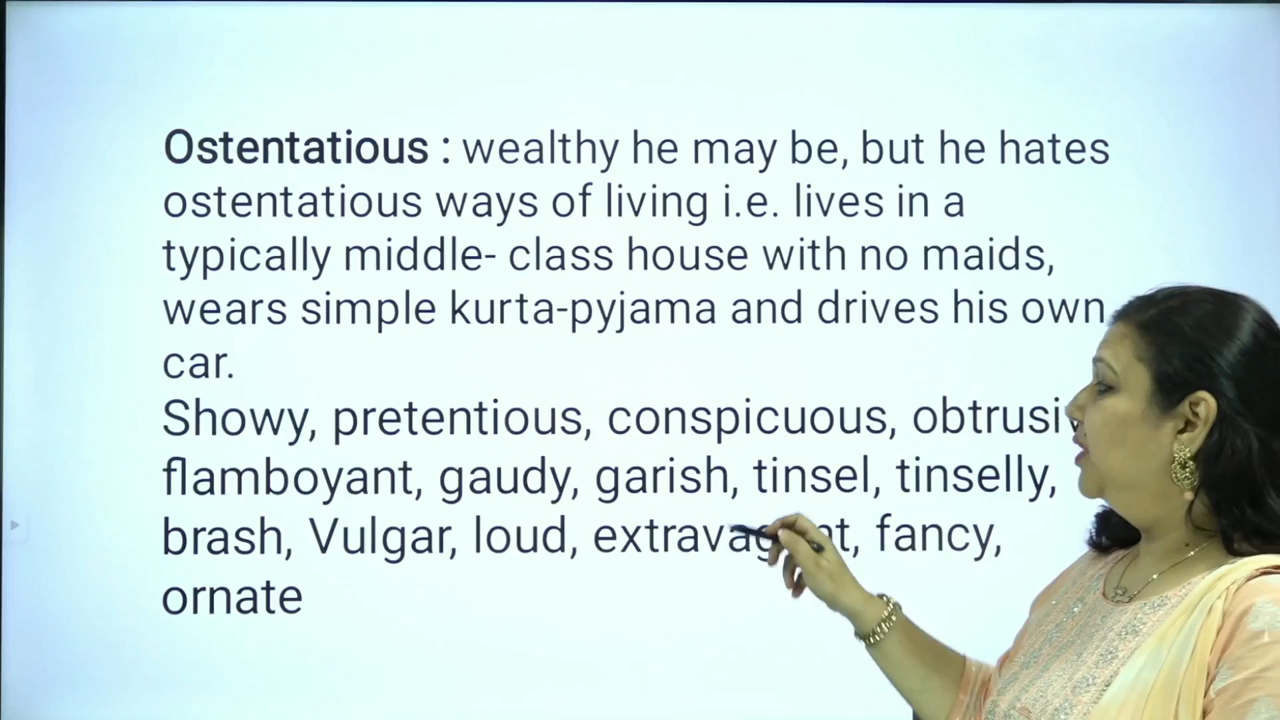 Ostentatious : wealthy he may be, but he hates
ostentatious ways of living i.e. lives in a
typically middle- class house with no maids,
wears simple kurta-pyjama and drives his own
car.
Showy, pretentious, conspicuous,
flamboyant, gaudy, garish, tinsel, tinselly,
brash, Vulgar, loud, extravagant, fancy,
ornate